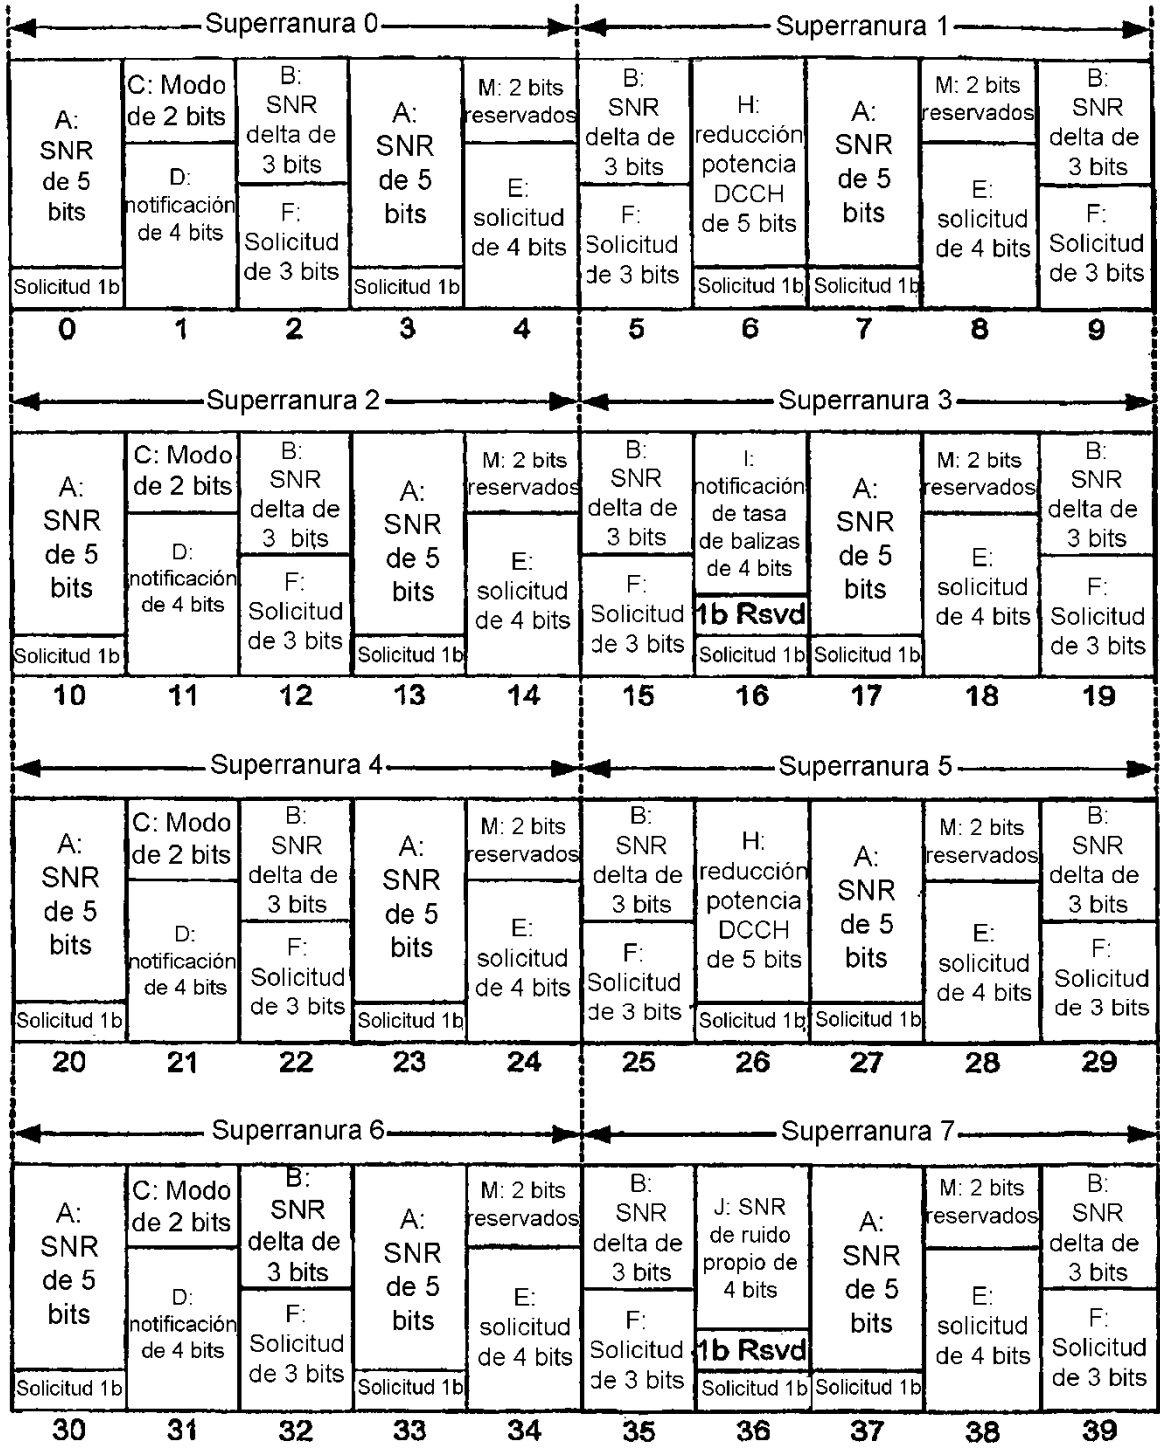 Superranura 0
Superranura 1
A:
SNR
de 5
bits
Solicitud 1b
C: Modo
de 2 bits
D:
notificación
de 4 bits
B:
SNR
delta de
3 bits
F:
Solicitud
de 3 bits
A:
SNR
de 5
bits
Solicitud 1b
M: 2 bits
reservados
E:
solicitud
de 4 bits
B:
SNR
delta de
3 bits
F:
Solicitud
de 3 bits
H:
reducción
potencia
DCCH
de 5 bits
Solicitud 1b
A:
SNR
de 5
bits
Solicitud 1b
M: 2 bits
reservados
E:
solicitud
de 4 bits
B:
SNR
delta de
3 bits
F:
Solicitud
de 3 bits
0 1 2 3 4 5 6 7 8 9
Superranura 2
Superranura 3
A:
SNR
de 5
bits
Solicitud 1b
C: Modo
de 2 bits
D:
notificación
de 4 bits
B:
SNR
delta de
3 bits
F:
Solicitud
de 3 bits
A:
SNR
de 5
bits
Solicitud 1b
M: 2 bits
reservados
E:
solicitud
de 4 bits
B:
SNR
delta de
3 bits
F:
Solicitud
de 3 bits
I:
notificación
de tasa
de balizas
de 4 bits
1b Rsvd
Solicitud 1b
A:
SNR
de 5
bits
Solicitud 1b
M: 2 bits
reservados
E:
solicitud
de 4 bits
B:
SNR
delta de
3 bits
F:
Solicitud
de 3 bits
10 11 12 13 14 15 16 17 18 19
Superranura 4
Superranura 5
A:
SNR
de 5
bits
Solicitud 1b
C: Modo
de 2 bits
D:
notificación
de 4 bits
B:
SNR
delta de
3 bits
F:
Solicitud
de 3 bits
A:
SNR
de 5
bits
Solicitud 1b
M: 2 bits
reservados
E:
solicitud
de 4 bits
B:
SNR
delta de
3 bits
F:
Solicitud
de 3 bits
H:
reducción
potencia
DCCH
de 5 bits
Solicitud 1b
A:
SNR
de 5
bits
Solicitud 1b
M: 2 bits
reservados
E:
solicitud
de 4 bits
B:
SNR
delta de
3 bits
F:
Solicitud
de 3 bits
20 21 22 23 24 25 26 27 28 29
Superranura 6
Superranura 7
A:
SNR
de 5
bits
Solicitud 1b
C: Modo
de 2 bits
D:
notificación
de 4 bits
B:
SNR
delta de
3 bits
F:
Solicitud
de 3 bits
A:
SNR
de 5
bits
Solicitud 1b
M: 2 bits
reservados
E:
solicitud
de 4 bits
B:
SNR
delta de
3 bits
F:
Solicitud
de 3 bits
J: SNR
de ruido
propio de
4 bits
1b Rsvd
Solicitud 1b
A:
SNR
de 5
bits
Solicitud 1b
M: 2 bits
reservados
E:
solicitud
de 4 bits
B:
SNR
delta de
3 bits
F:
Solicitud
de 3 bits
30 31 32 33 34 35 36 37 38 39